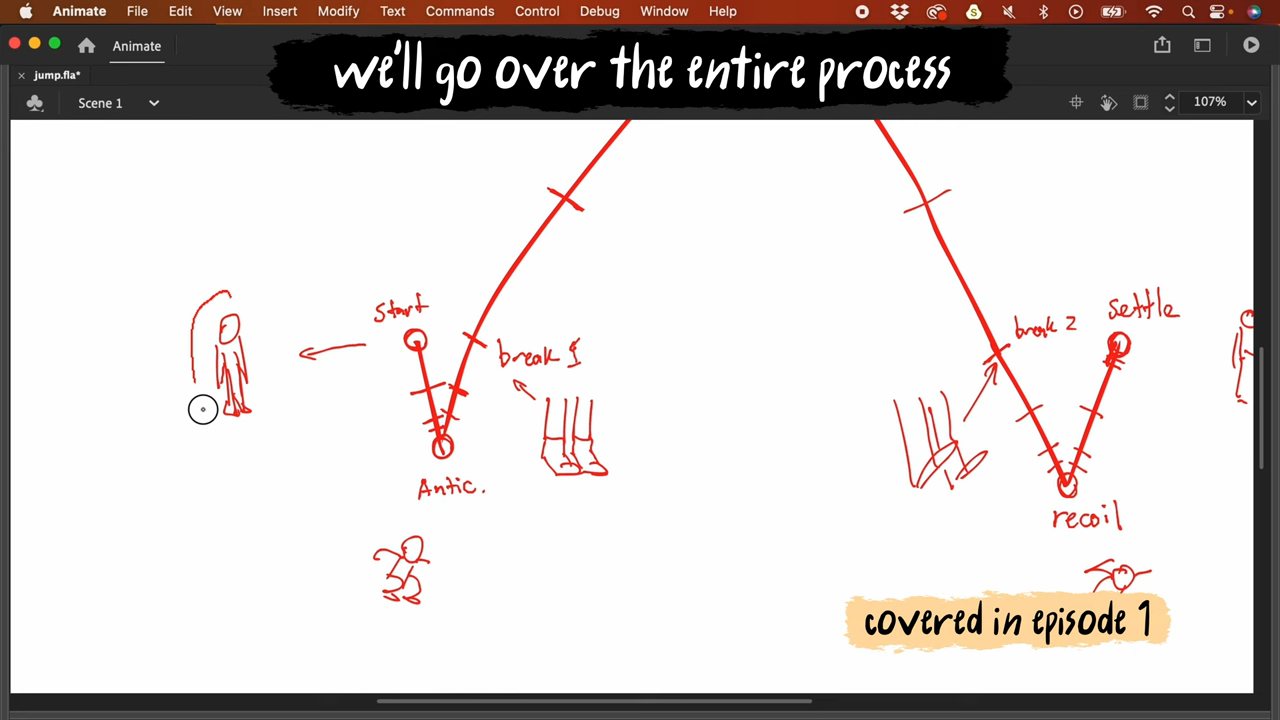 Animate File Edit View Insert Modify Text Commands Control Debug Window Help
Animate
we'll go over the entire process
jump.fla*
Scene 1
107%
start
settle
break 1
break 2
Antic.
recoil
covered in episode 1